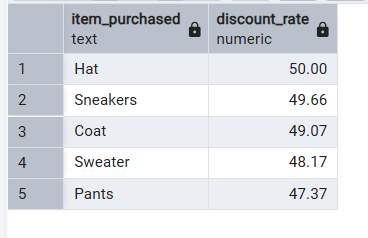 item_purchased discount_rate
text numeric
1 Hat 50.00
2 Sneakers 49.66
3 Coat 49.07
4 Sweater 48.17
5 Pants 47.37